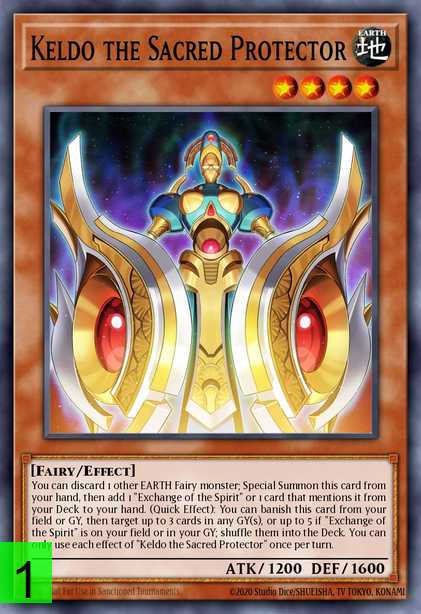 KELDO THE SACRED PROTECTOR
EARTH
地
[FAIRY/EFFECT]
You can discard 1 other EARTH Fairy monster; Special Summon this card from
your hand, then add 1 "Exchange of the Spirit" or 1 card that mentions it from
your Deck to your hand. (Quick Effect): You can banish this card from your
field or GY, then target up to 3 cards in any GY(s), or up to 5 if "Exchange of
the Spirit" is on your field or in your GY; shuffle them into the Deck. You can
only use each effect of "Keldo the Sacred Protector" once per turn.
ATK/1200 DEF/1600
1
For Use in Sanctioned Tournaments
©2020 Studio Dice/SHUEISHA, TV TOKYO, KONAMI